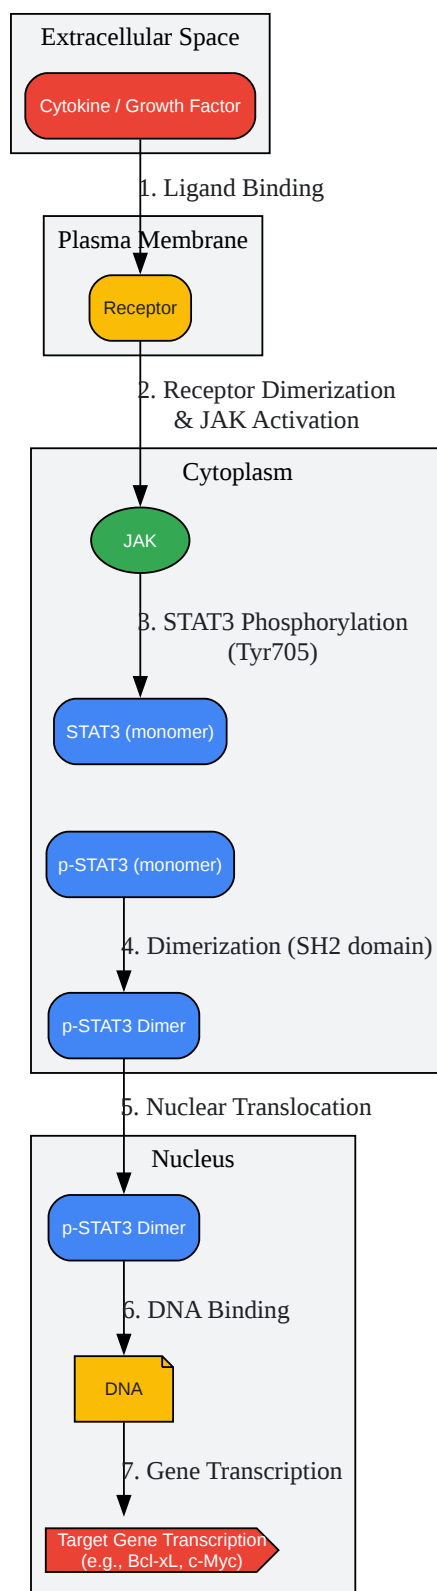 Extracellular Space
Cytokine / Growth Factor
1. Ligand Binding
Plasma Membrane
Receptor
2. Receptor Dimerization
& JAK Activation
Cytoplasm
JAK
3. STAT3 Phosphorylation
(Tyr705)
STAT3 (monomer)
p-STAT3 (monomer)
4. Dimerization (SH2 domain)
p-STAT3 Dimer
5. Nuclear Translocation
Nucleus
p-STAT3 Dimer
6. DNA Binding
DNA
7. Gene Transcription
Target Gene Transcription
(e.g., Bcl-xL, c-Myc)